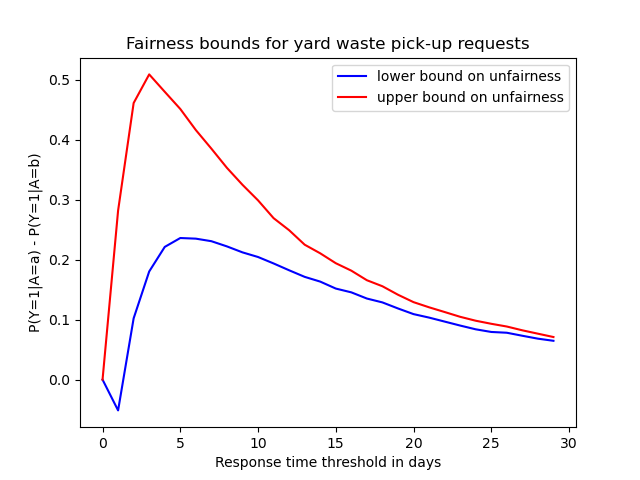 Fairness bounds for yard waste pick-up requests
lower bound on unfairness
upper bound on unfairness
P(Y=1|A=a) - P(Y=1|A=b)
0.5
0.4
0.3
0.2
0.1
0.0
0 5 10 15 20 25 30
Response time threshold in days